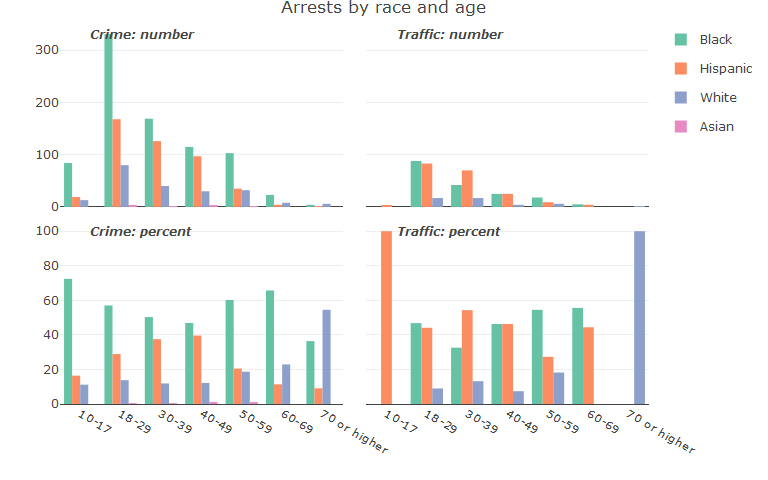 Arrests by race and age
Crime: number
Traffic: number
300
200
100
0
Black
Hispanic
White
Asian
Crime: percent
Traffic: percent
100
80
60
40
20
0
10-17
18-29
30-39
40-49
50-59
60-69
70 or higher
10-17
18-29
30-39
40-49
50-59
60-69
70 or higher